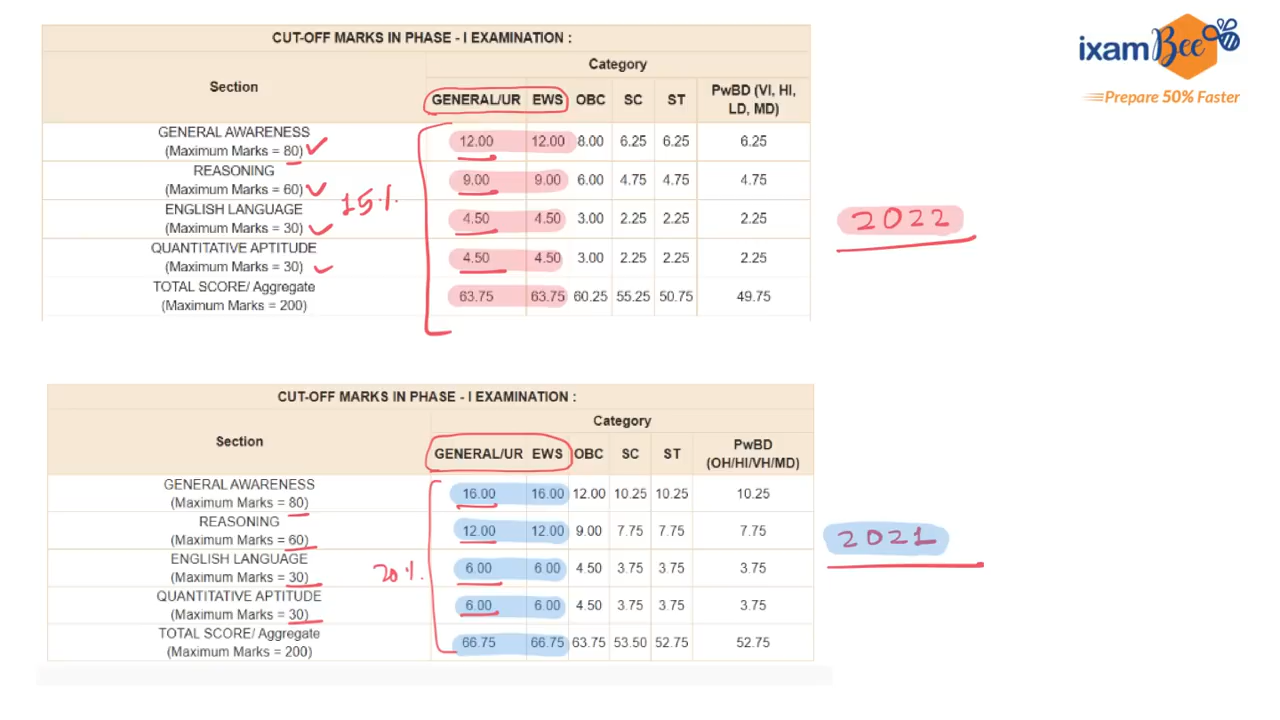 ixamBee
Prepare 50% Faster
CUT-OFF MARKS IN PHASE - I EXAMINATION :
Section
Category
GENERAL/UR EWS OBC SC ST PwBD (VI, HI, LD, MD)
GENERAL AWARENESS
(Maximum Marks = 80) 12.00 12.00 8.00 6.25 6.25 6.25
REASONING
(Maximum Marks = 60) 9.00 9.00 6.00 4.75 4.75 4.75
15%
ENGLISH LANGUAGE
(Maximum Marks = 30) 4.50 4.50 3.00 2.25 2.25 2.25
2022
QUANTITATIVE APTITUDE
(Maximum Marks = 30) 4.50 4.50 3.00 2.25 2.25 2.25
TOTAL SCORE/ Aggregate
(Maximum Marks = 200) 63.75 63.75 60.25 55.25 50.75 49.75
CUT-OFF MARKS IN PHASE - I EXAMINATION :
Section
Category
GENERAL/UR EWS OBC SC ST PwBD (OH/HI/VH/MD)
GENERAL AWARENESS
(Maximum Marks = 80) 16.00 16.00 12.00 10.25 10.25 10.25
REASONING
(Maximum Marks = 60) 12.00 12.00 9.00 7.75 7.75 7.75
2021
ENGLISH LANGUAGE
(Maximum Marks = 30) 6.00 6.00 4.50 3.75 3.75 3.75
20%
QUANTITATIVE APTITUDE
(Maximum Marks = 30) 6.00 6.00 4.50 3.75 3.75 3.75
TOTAL SCORE/ Aggregate
(Maximum Marks = 200) 66.75 66.75 63.75 53.50 52.75 52.75